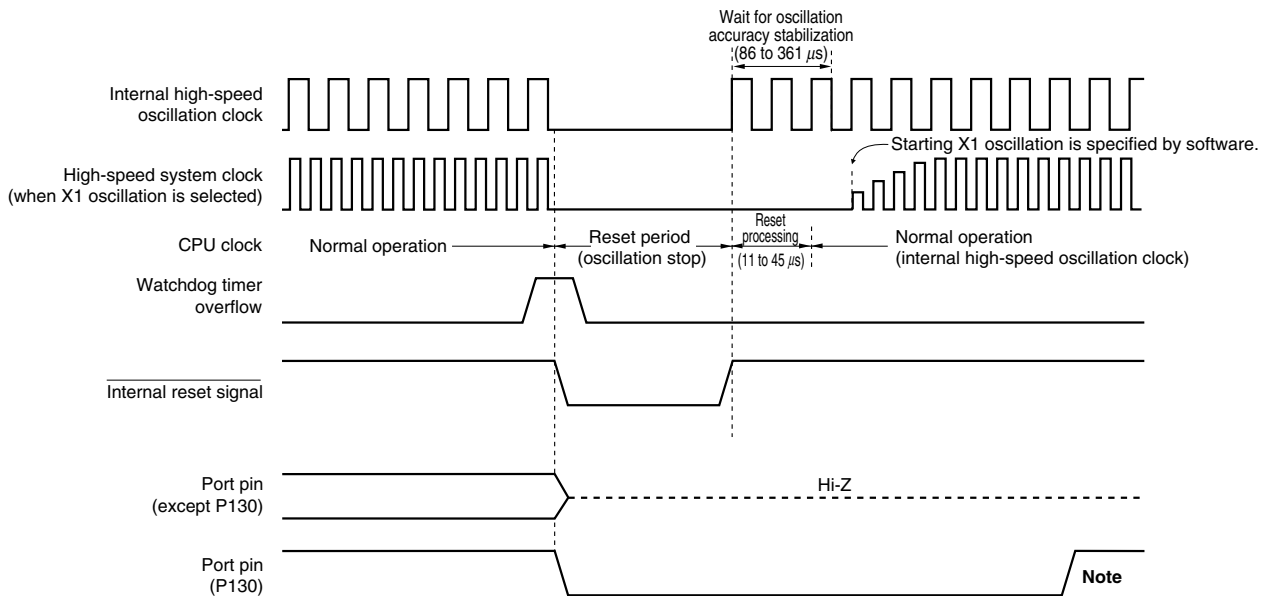 Wait for oscillation
accuracy stabilization
(86 to 361 μs)
Internal high-speed
oscillation clock
Starting X1 oscillation is specified by software.
High-speed system clock
(when X1 oscillation is selected)
CPU clock
Normal operation
Reset period
(oscillation stop)
Reset
processing
(11 to 45 μs)
Normal operation
(internal high-speed oscillation clock)
Watchdog timer
overflow
Internal reset signal
Port pin
(except P130)
Hi-Z
Port pin
(P130)
Note